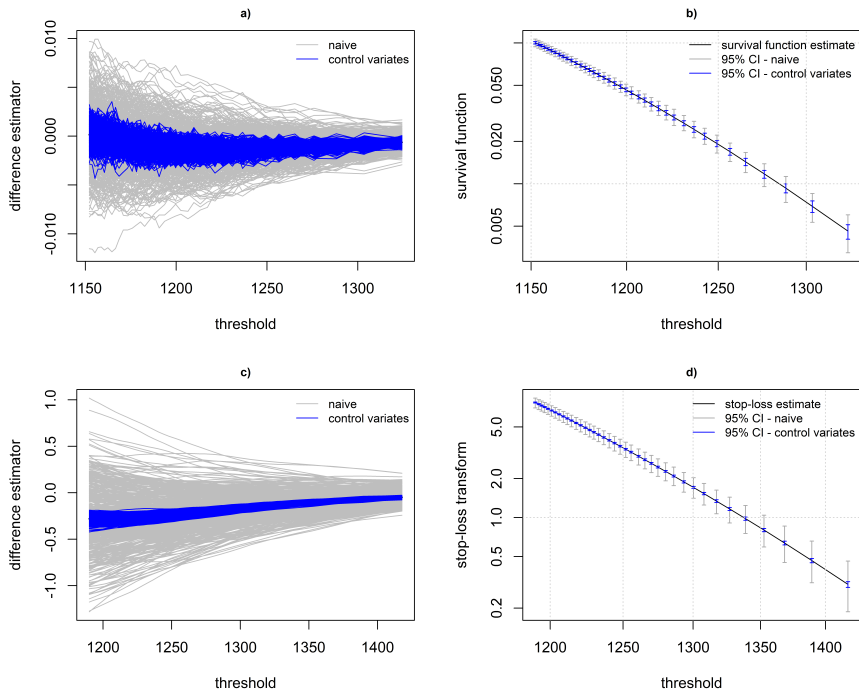 a)
naive
control variates
0.010
0.000
-0.010
difference estimator
1150 1200 1250 1300
threshold
b)
survival function estimate
95% CI - naive
95% CI - control variates
0.050
0.020
0.005
survival function
1150 1200 1250 1300
threshold
c)
naive
control variates
1.0
0.5
0.0
-0.5
-1.0
difference estimator
1200 1250 1300 1350 1400
threshold
d)
stop-loss estimate
95% CI - naive
95% CI - control variates
5.0
2.0
1.0
0.5
0.2
stop-loss transform
1200 1250 1300 1350 1400
threshold